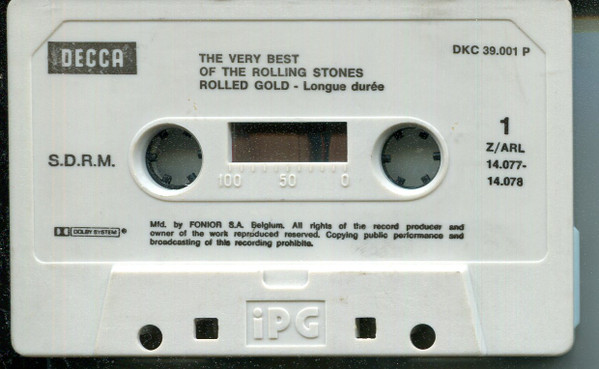 DECCA
THE VERY BEST
OF THE ROLLING STONES
ROLLED GOLD - Longue durée
DKC 39.001 P
1
Z/ARL
14.077-
14.078
S.D.R.M.
100 50 0
DOLBY SYSTEM ®
Mfd. by FONIOR S.A. Belgium. All rights of the record producer and
owner of the work reproduced reserved. Copying public performance and
broadcasting of this recording prohibite.
iPG